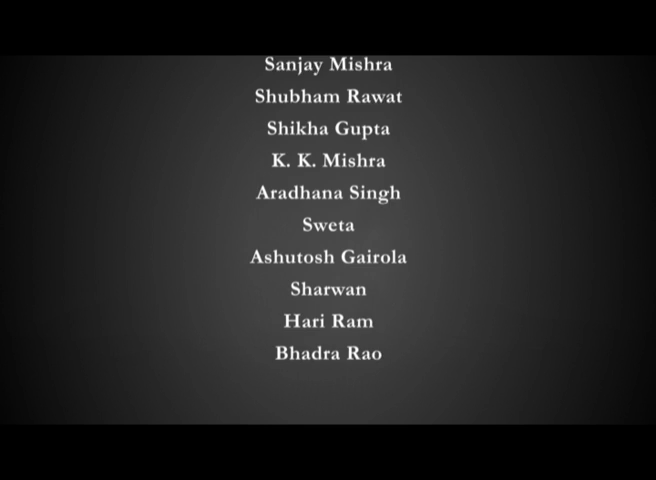 Sanjay Mishra
Shubham Rawat
Shikha Gupta
K. K. Mishra
Aradhana Singh
Sweta
Ashutosh Gairola
Sharwan
Hari Ram
Bhadra Rao